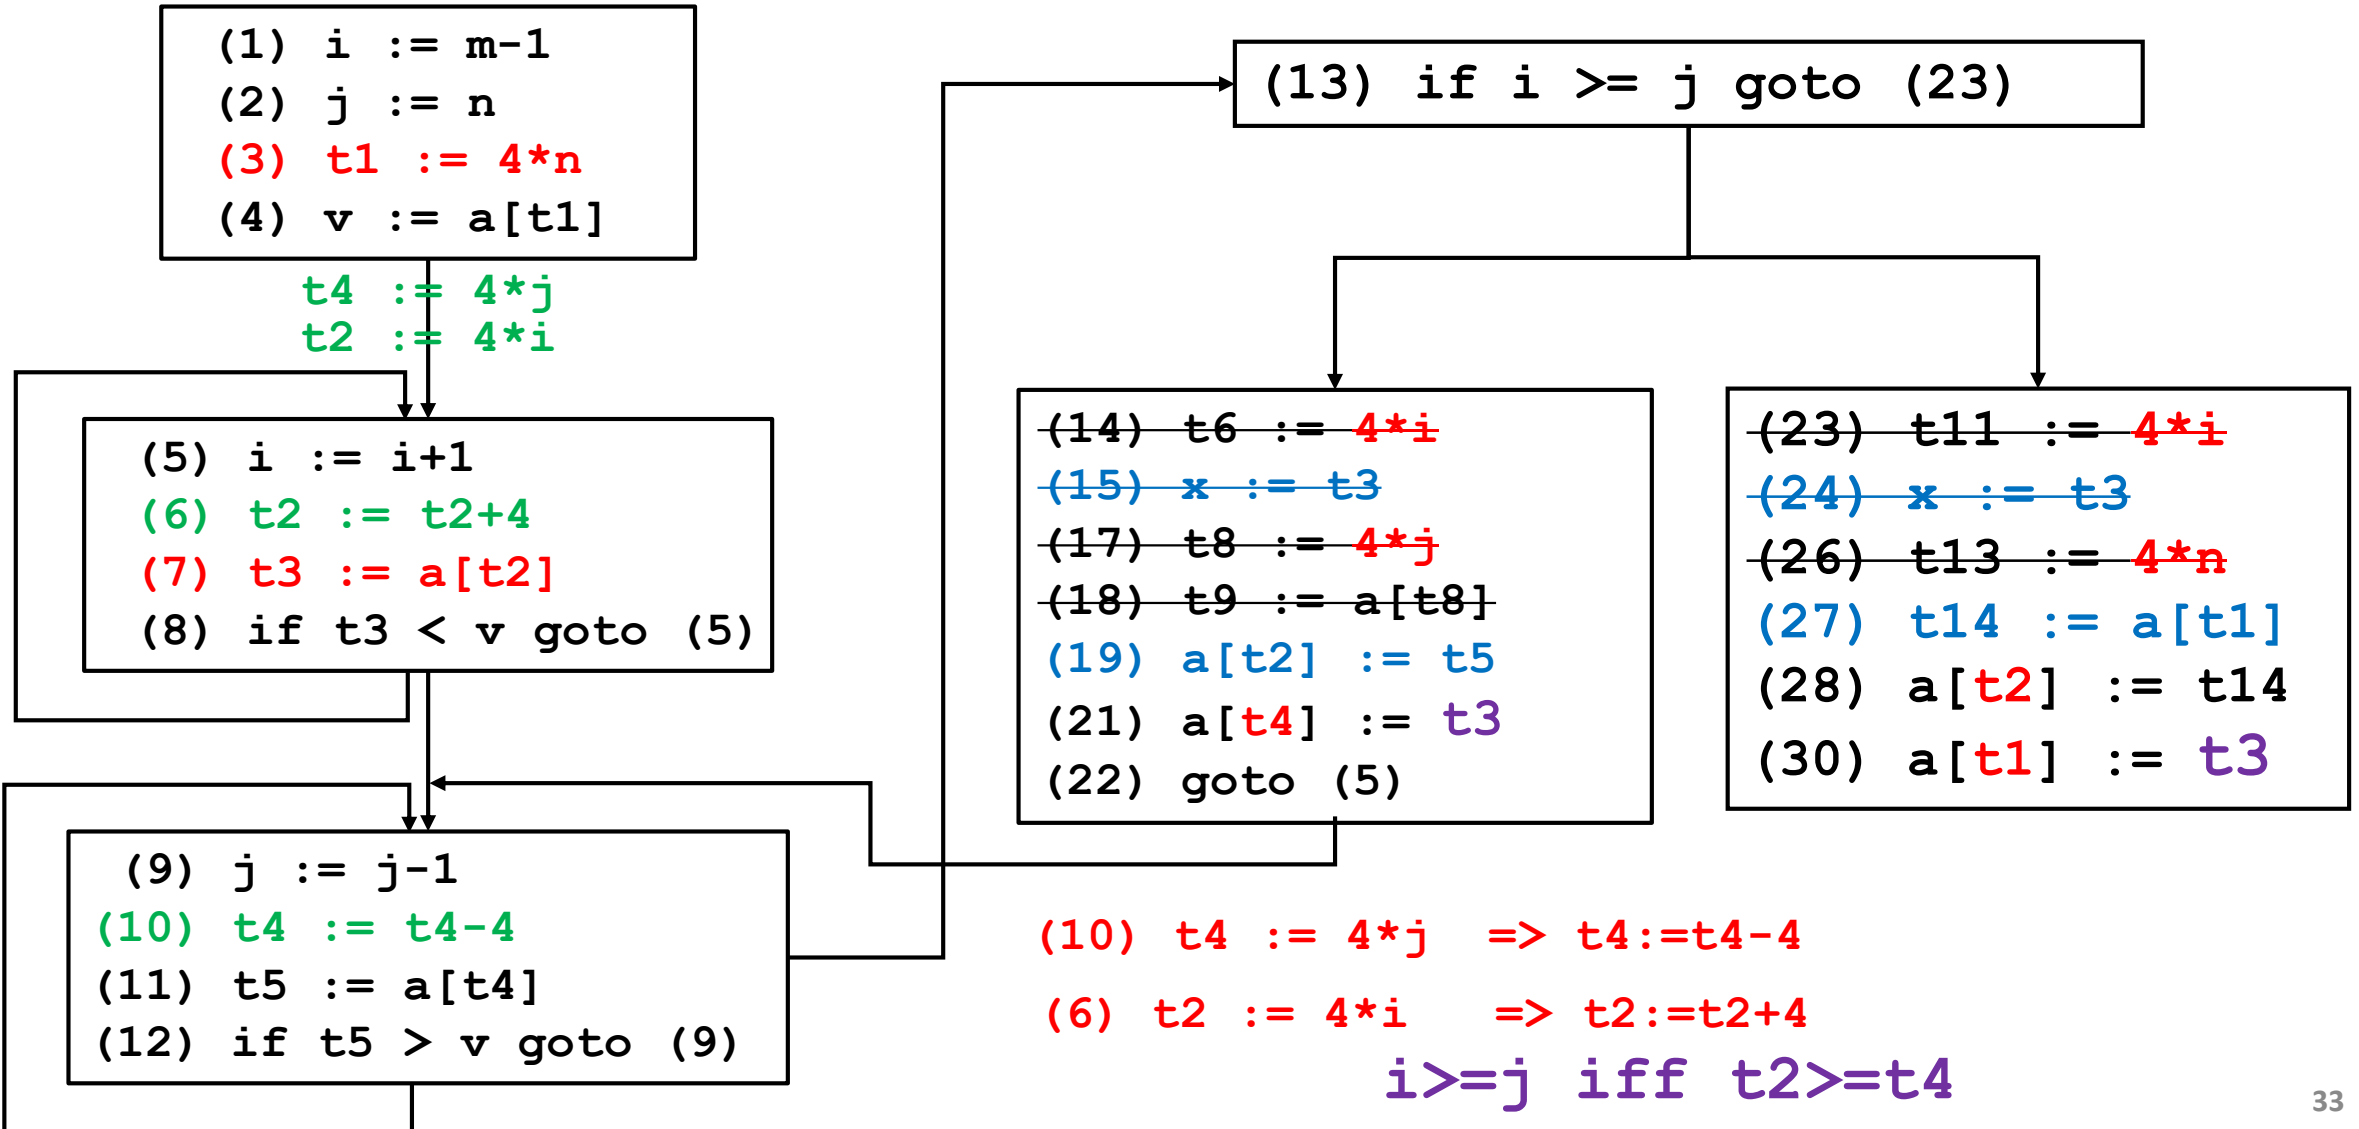 (1) i := m-1
(2) j := n
(3) t1 := 4*n
(4) v := a[t1]
t4 := 4*j
t2 := 4*i
(5) i := i+1
(6) t2 := t2+4
(7) t3 := a[t2]
(8) if t3 < v goto (5)
(9) j := j-1
(10) t4 := t4-4
(11) t5 := a[t4]
(12) if t5 > v goto (9)
(13) if i >= j goto (23)
(14) t6 := 4*i
(15) x := t3
(17) t8 := 4*j
(18) t9 := a[t8]
(19) a[t2] := t5
(21) a[t4] := t3
(22) goto (5)
(23) t11 := 4*i
(24) x := t3
(26) t13 := 4*n
(27) t14 := a[t1]
(28) a[t2] := t14
(30) a[t1] := t3
(10) t4 := 4*j => t4:=t4-4
(6) t2 := 4*i => t2:=t2+4
i>=j iff t2>=t4
33